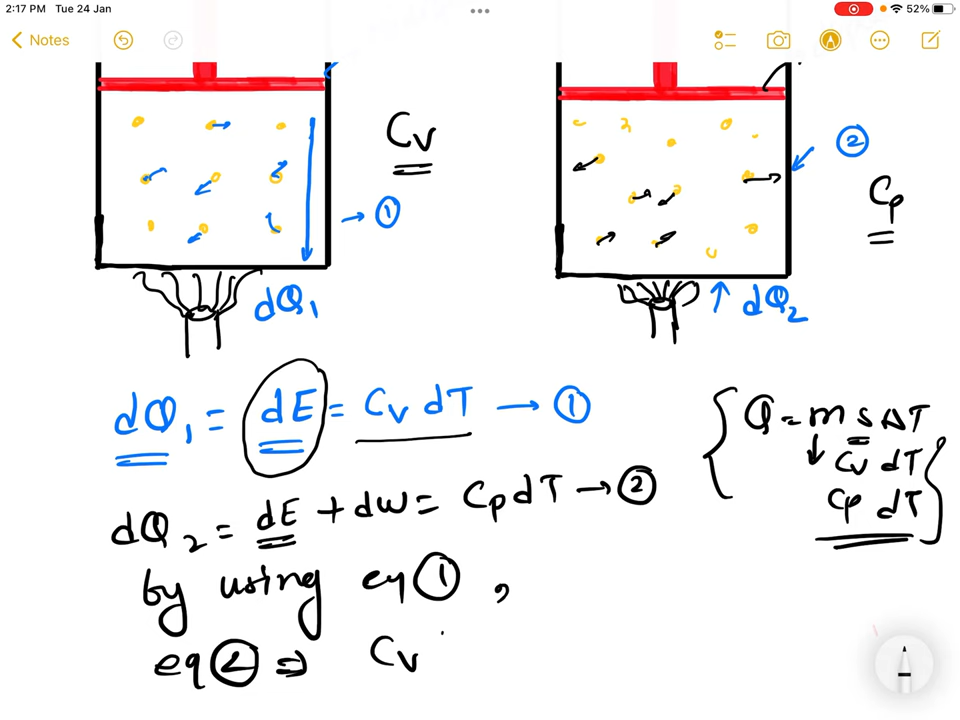 2:17 PM Tue 24 Jan
52%
Notes
Cv
②
①
Cp
dQ₁
dQ₂
dQ₁ = dE = Cv dT → ①
Q = m s ΔT
Cv dT
Cp dT
dQ₂ = dE + dw = Cp dT → ②
by using eq ① ,
eq ② ⇒ Cv